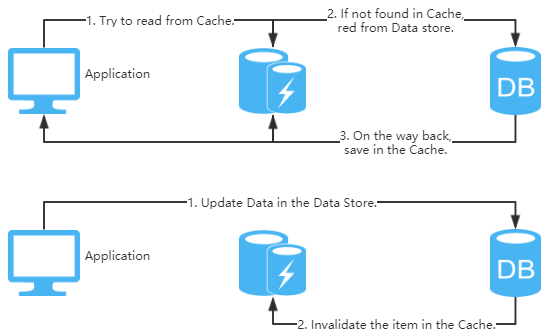 1. Try to read from Cache.
2. If not found in Cache,
red from Data store.
Application
DB
3. On the way back,
save in the Cache.
1. Update Data in the Data Store.
Application
DB
2. Invalidate the item in the Cache.